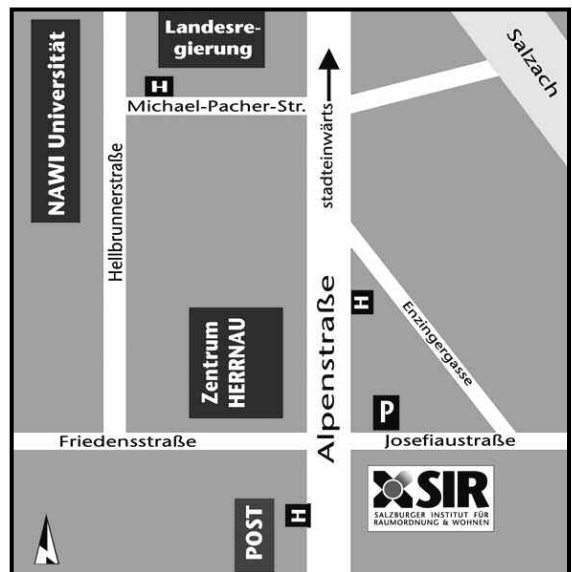 Landesre-
gierung
H
Michael-Pacher-Str.
NAWI Universität
Hellbrunnerstraße
stadteinwärts
Salzach
Alpenstraße
H
Enzingergasse
Zentrum
HERRNAU
P
Friedensstraße
Josefiaustraße
POST
H
SIR
SALZBURGER INSTITUT FÜR
RAUMORDNUNG & WOHNEN